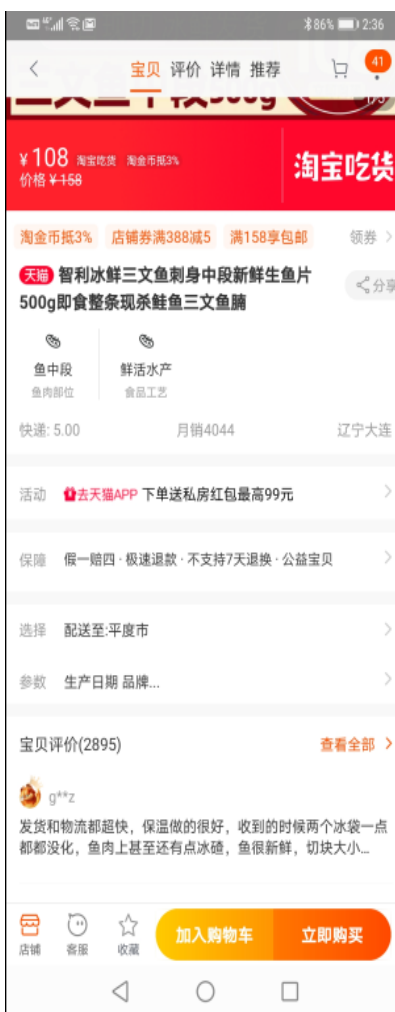 86% 2:36
宝贝 评价 详情 推荐
41
¥108 淘宝吃货 淘金币抵3%
价格 ¥158
淘宝吃货
淘金币抵3% 店铺券满388减5 满158享包邮 领券
天猫 智利冰鲜三文鱼刺身中段新鲜生鱼片
500g即食整条现杀鲑鱼三文鱼腩
分享
鱼中段 鲜活水产
鱼肉部位 食品工艺
快递: 5.00 月销4044 辽宁大连
活动 去天猫APP 下单送私房红包最高99元
保障 假一赔四 · 极速退款 · 不支持7天退换 · 公益宝贝
选择 配送至:平度市
参数 生产日期 品牌...
宝贝评价(2895) 查看全部
g**z
发货和物流都超快，保温做的很好，收到的时候两个冰袋一点
都都没化，鱼肉上甚至还有点冰碴，鱼很新鲜，切块大小...
店铺 客服 收藏 加入购物车 立即购买